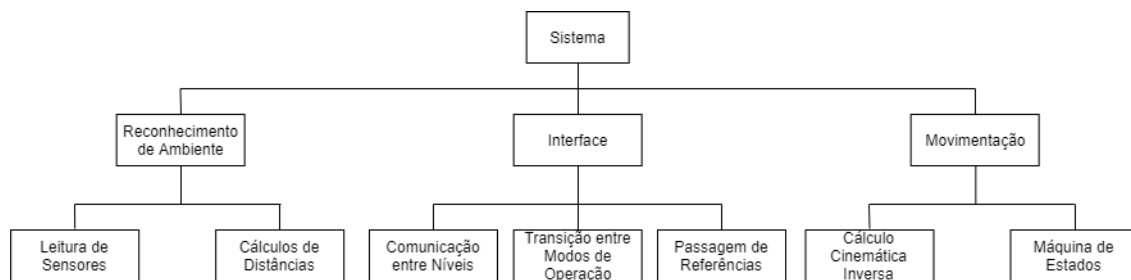 Sistema
Reconhecimento
de Ambiente
Interface
Movimentação
Leitura de
Sensores
Cálculos de
Distâncias
Comunicação
entre Níveis
Transição entre
Modos de
Operação
Passagem de
Referências
Cálculo
Cinemática
Inversa
Máquina de
Estados